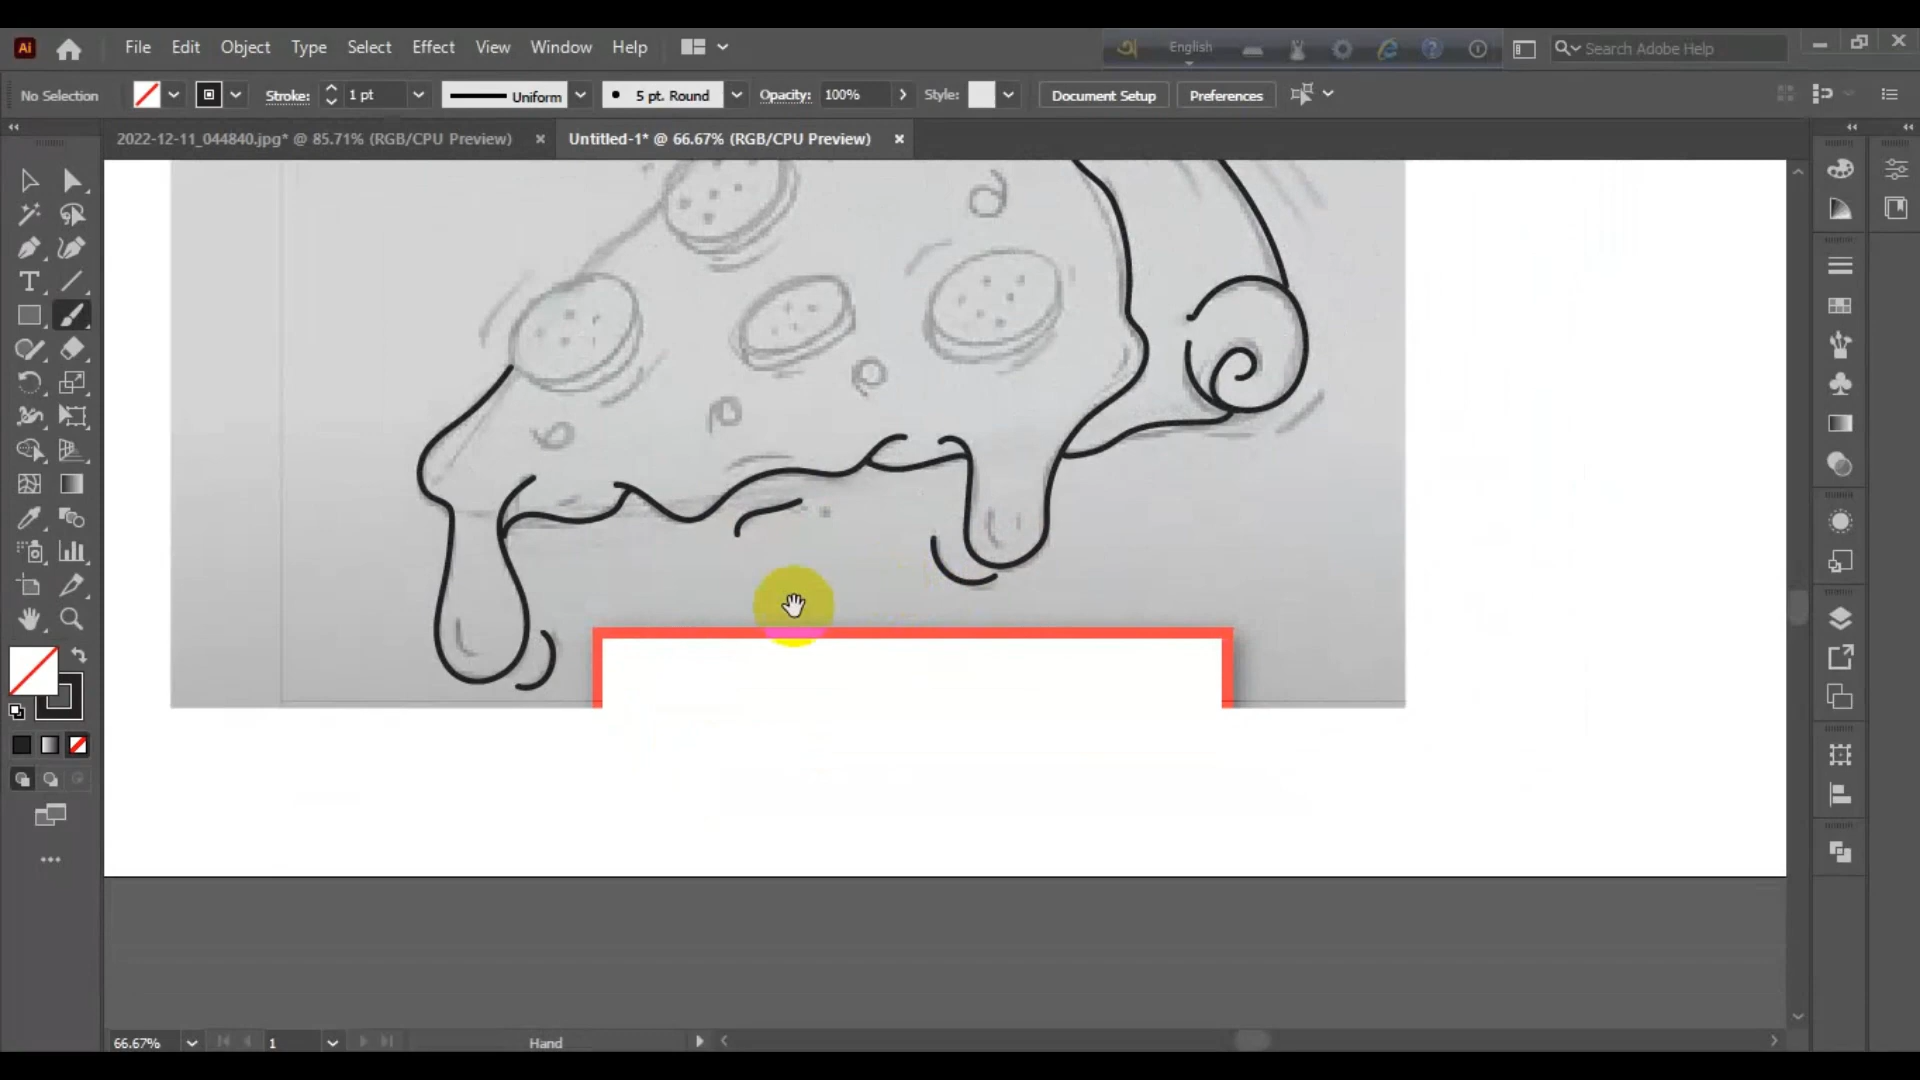 Ai File Edit Object Type Select Effect View Window Help অ English Search Adobe Help
No Selection Stroke: 1 pt Uniform 5 pt. Round Opacity: 100% Style: Document Setup Preferences
2022-12-11_044840.jpg* @ 85.71% (RGB/CPU Preview) Untitled-1* @ 66.67% (RGB/CPU Preview)
66.67% 1 Hand